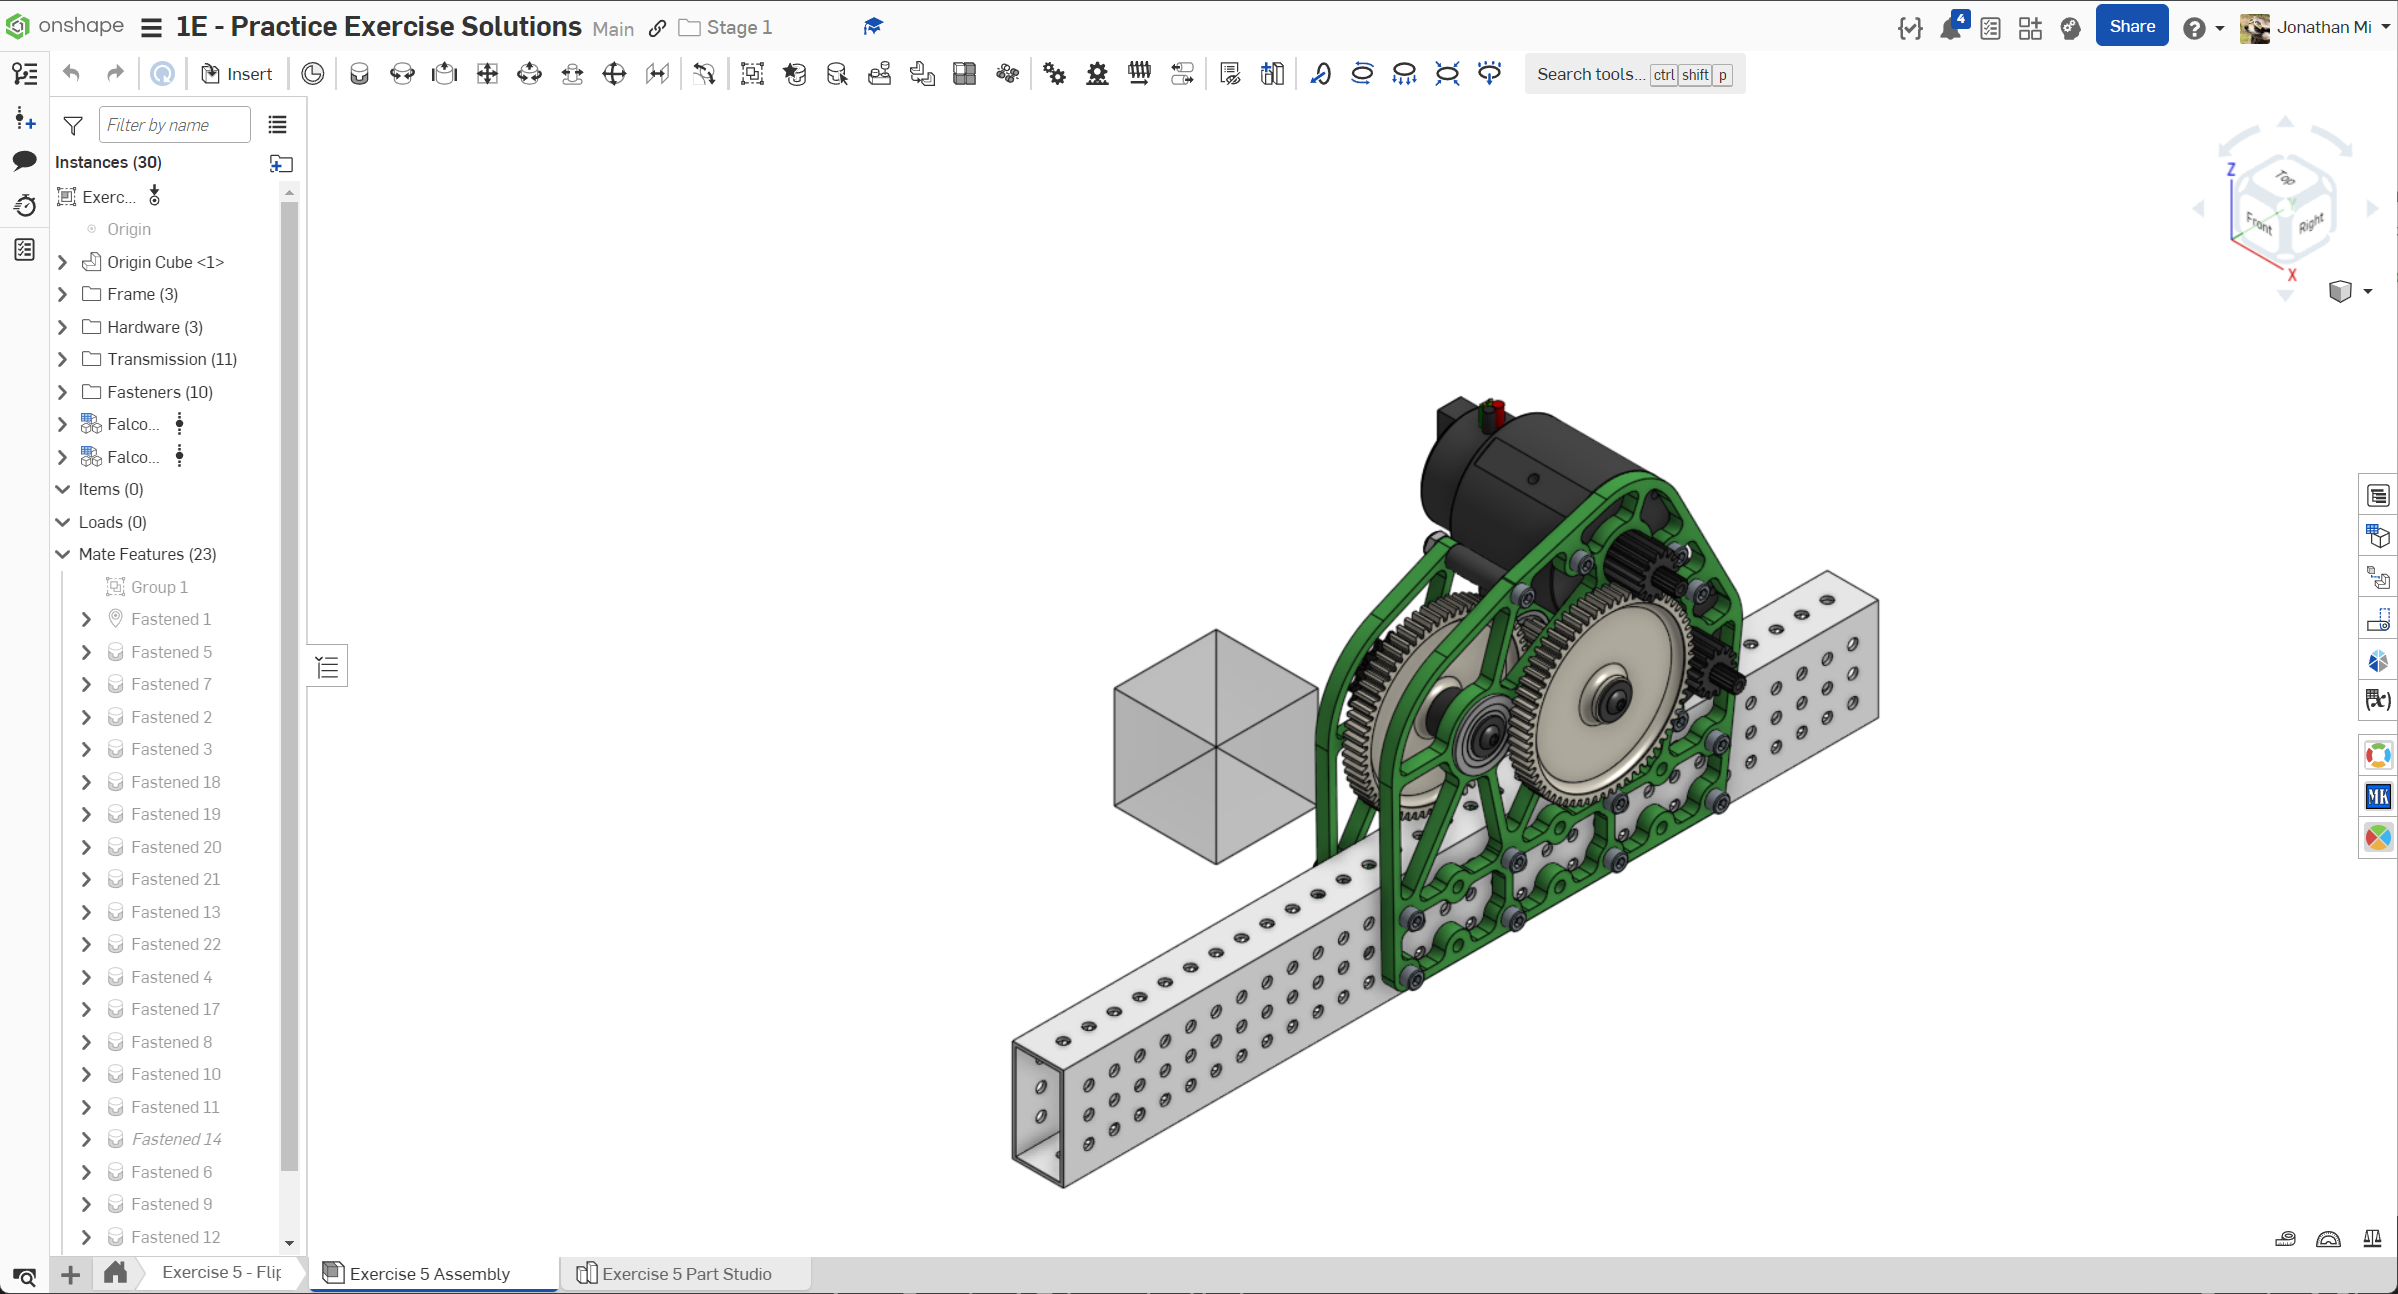 onshape
1E - Practice Exercise Solutions Main Stage 1
4
Share
Jonathan Mi
Insert
Search tools... ctrl shift p
Filter by name
Instances (30)
Exerc...
Origin
Origin Cube <1>
Frame (3)
Hardware (3)
Transmission (11)
Fasteners (10)
Falco...
Falco...
Items (0)
Loads (0)
Mate Features (23)
Group 1
Fastened 1
Fastened 5
Fastened 7
Fastened 2
Fastened 3
Fastened 18
Fastened 19
Fastened 20
Fastened 21
Fastened 13
Fastened 22
Fastened 4
Fastened 17
Fastened 8
Fastened 10
Fastened 11
Fastened 14
Fastened 6
Fastened 9
Fastened 12
Z
Top
Y
Front
Right
X
(x)
MK
Exercise 5 - Flip
Exercise 5 Assembly
Exercise 5 Part Studio